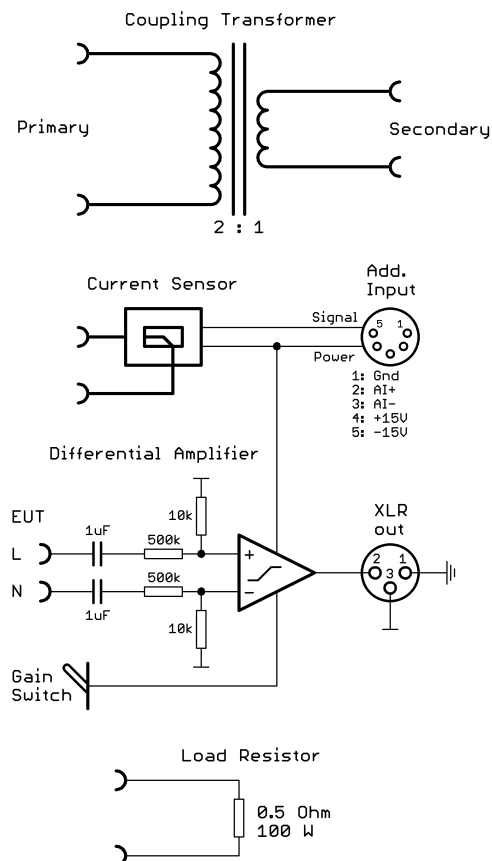 Coupling Transformer
Primary
Secondary
2 : 1
Current Sensor
Add.
Input
Signal
5 1
Power
1: Gnd
2: AI+
3: AI-
4: +15V
5: -15V
Differential Amplifier
EUT
10k
XLR
out
1uF
500k
L
+
2 1
3
N
500k
-
1uF
10k
Gain
Switch
Load Resistor
0.5 Ohm
100 W